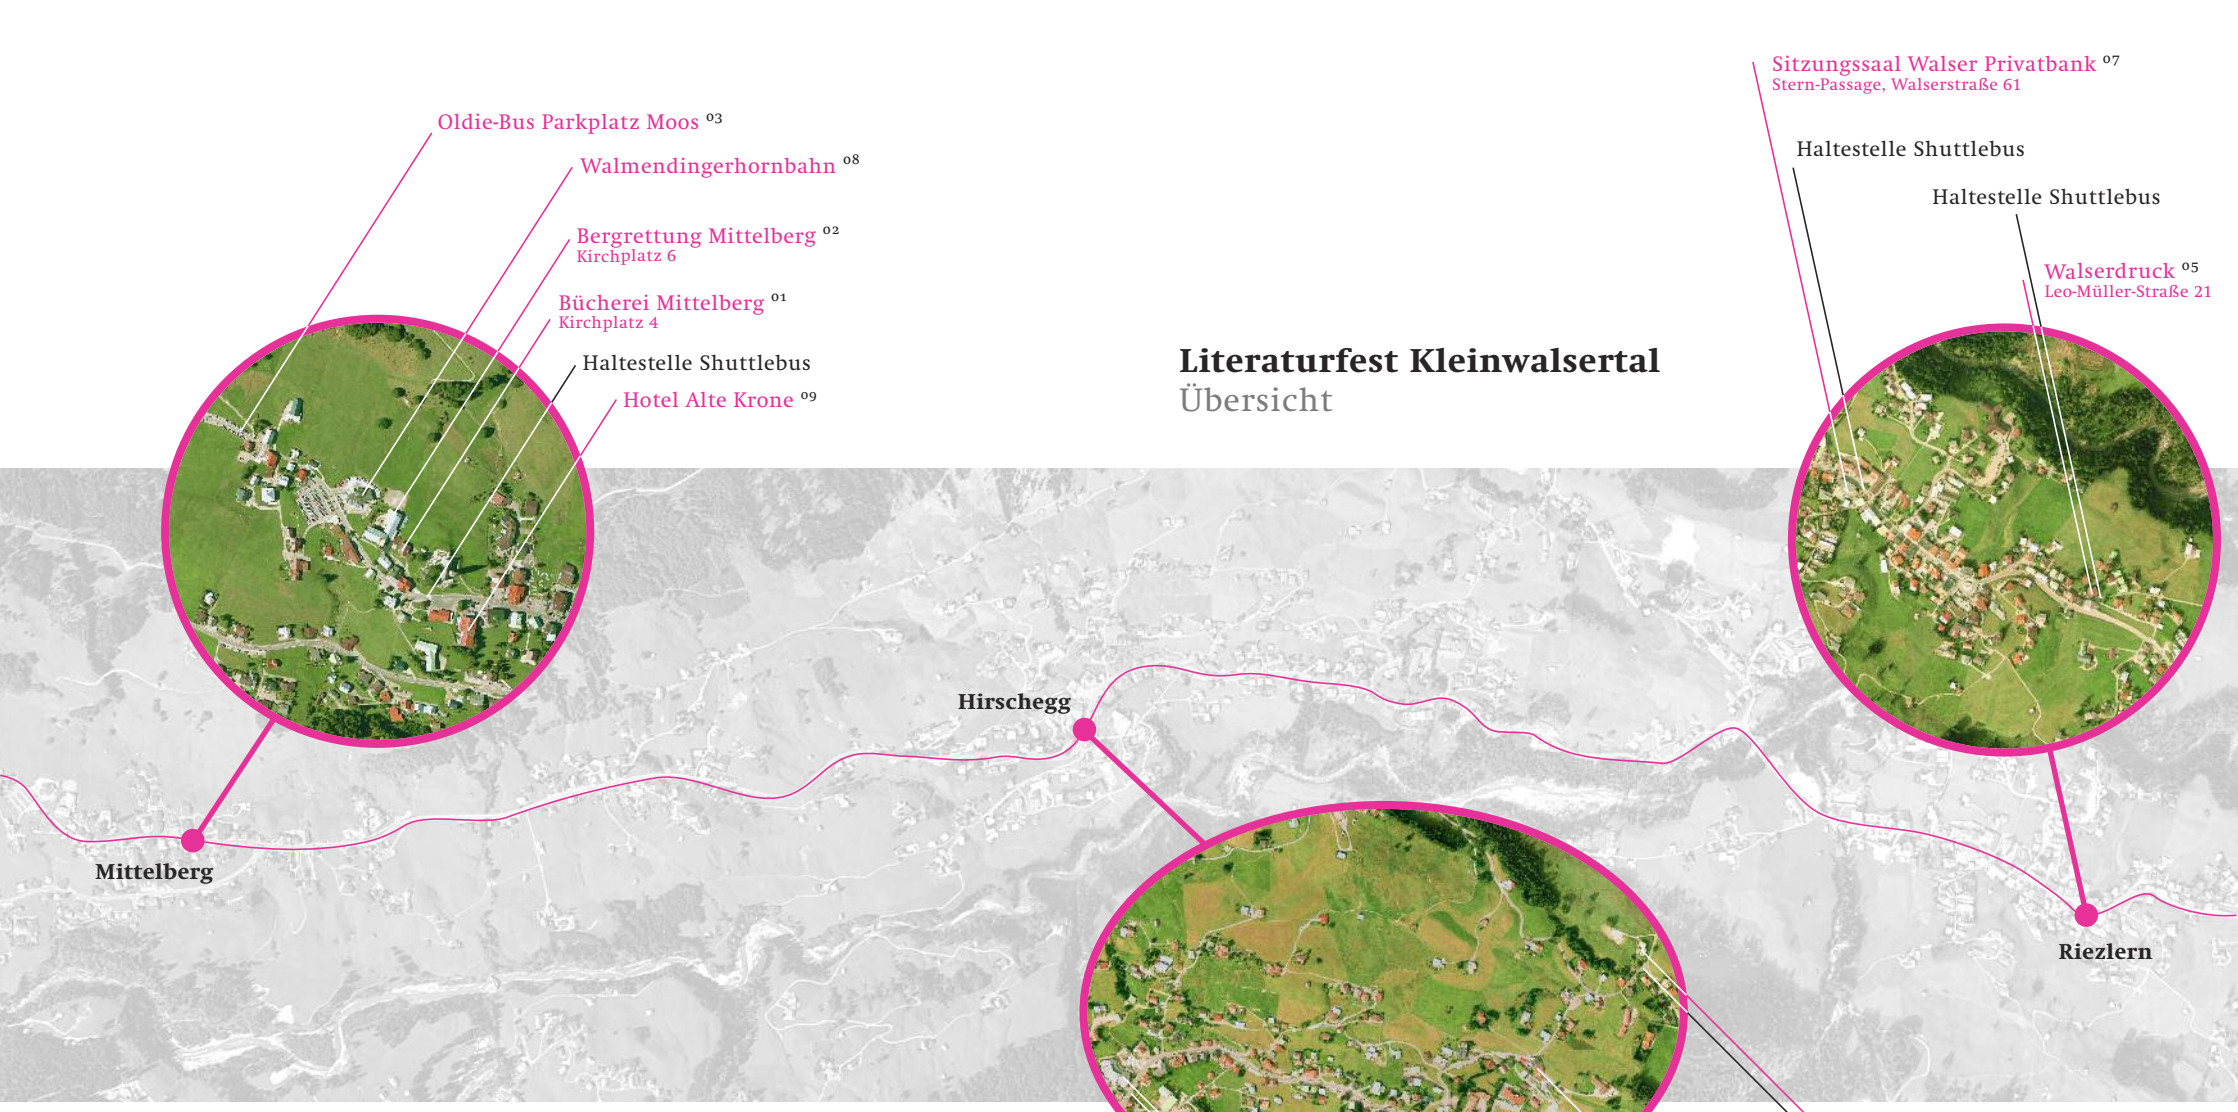 Sitzungssaal Walser Privatbank 07
Stern-Passage, Walserstraße 61
Oldie-Bus Parkplatz Moos 03
Haltestelle Shuttlebus
Walmendingerhornbahn 08
Haltestelle Shuttlebus
Bergrettung Mittelberg 02
Kirchplatz 6
Walserdruck 05
Leo-Müller-Straße 21
Bücherei Mittelberg 01
Kirchplatz 4
Haltestelle Shuttlebus
Hotel Alte Krone 09
Literaturfest Kleinwalsertal
Übersicht
Hirschegg
Mittelberg
Riezlern